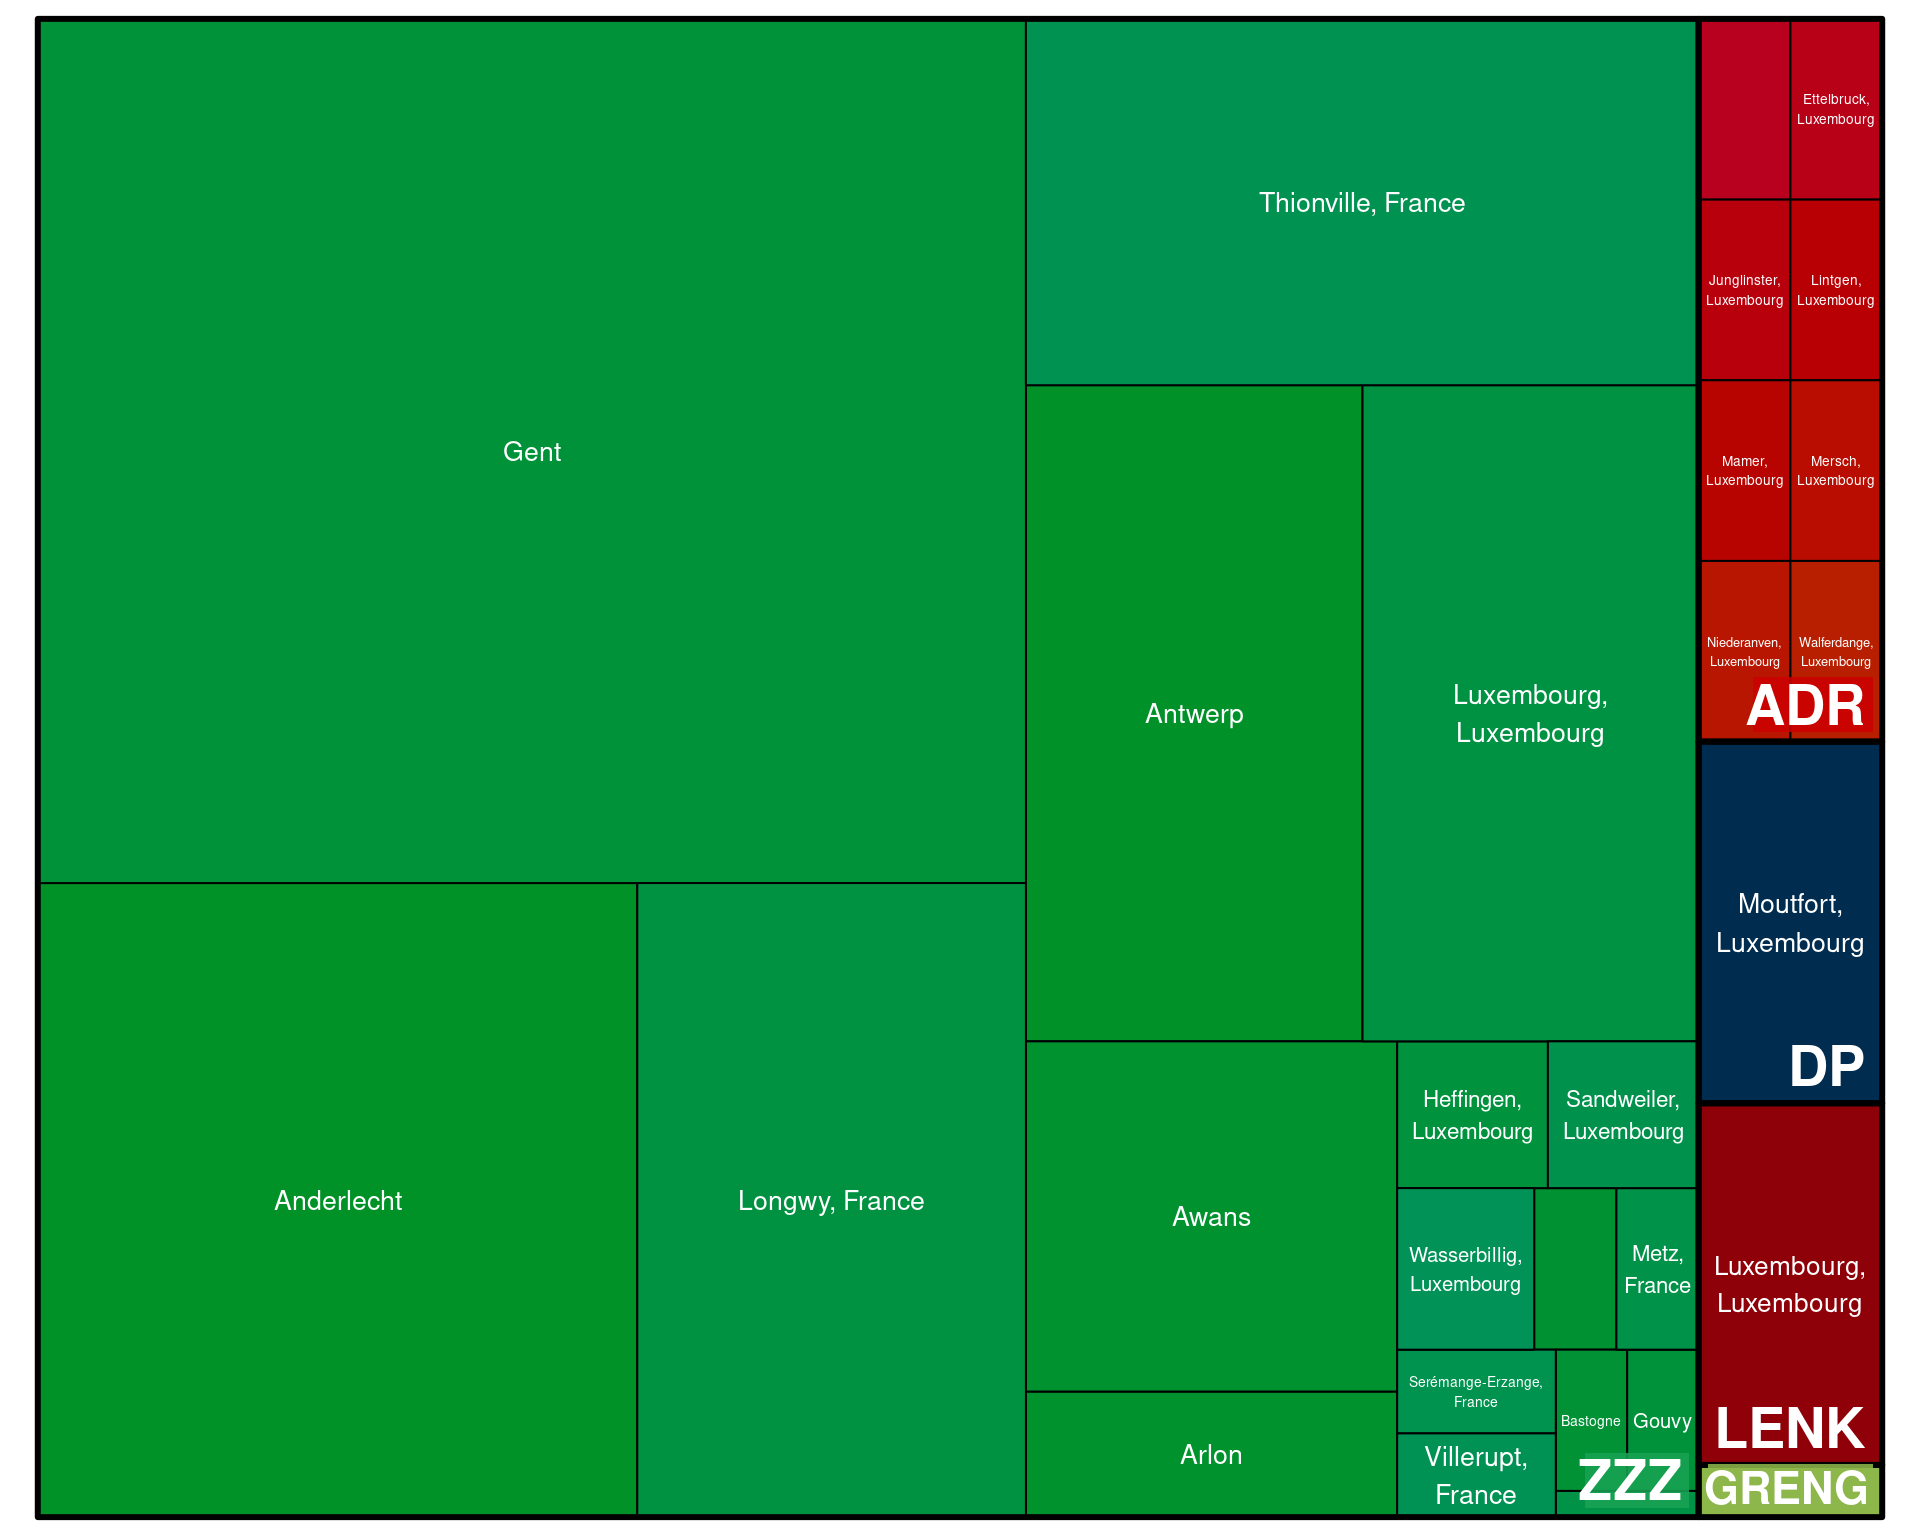 Gent
Thionville, France
Ettelbruck,
Luxembourg
Junglinster,
Luxembourg
Lintgen,
Luxembourg
Mamer,
Luxembourg
Mersch,
Luxembourg
Niederanven,
Luxembourg
Walferdange,
Luxembourg
ADR
Antwerp
Luxembourg,
Luxembourg
Moutfort,
Luxembourg
DP
Anderlecht
Longwy, France
Awans
Arlon
Heffingen,
Luxembourg
Sandweiler,
Luxembourg
Wasserbillig,
Luxembourg
Metz,
France
Serémange-Erzange,
France
Bastogne
Gouvy
Villerupt,
France
ZZZ
Luxembourg,
Luxembourg
LENK
GRENG